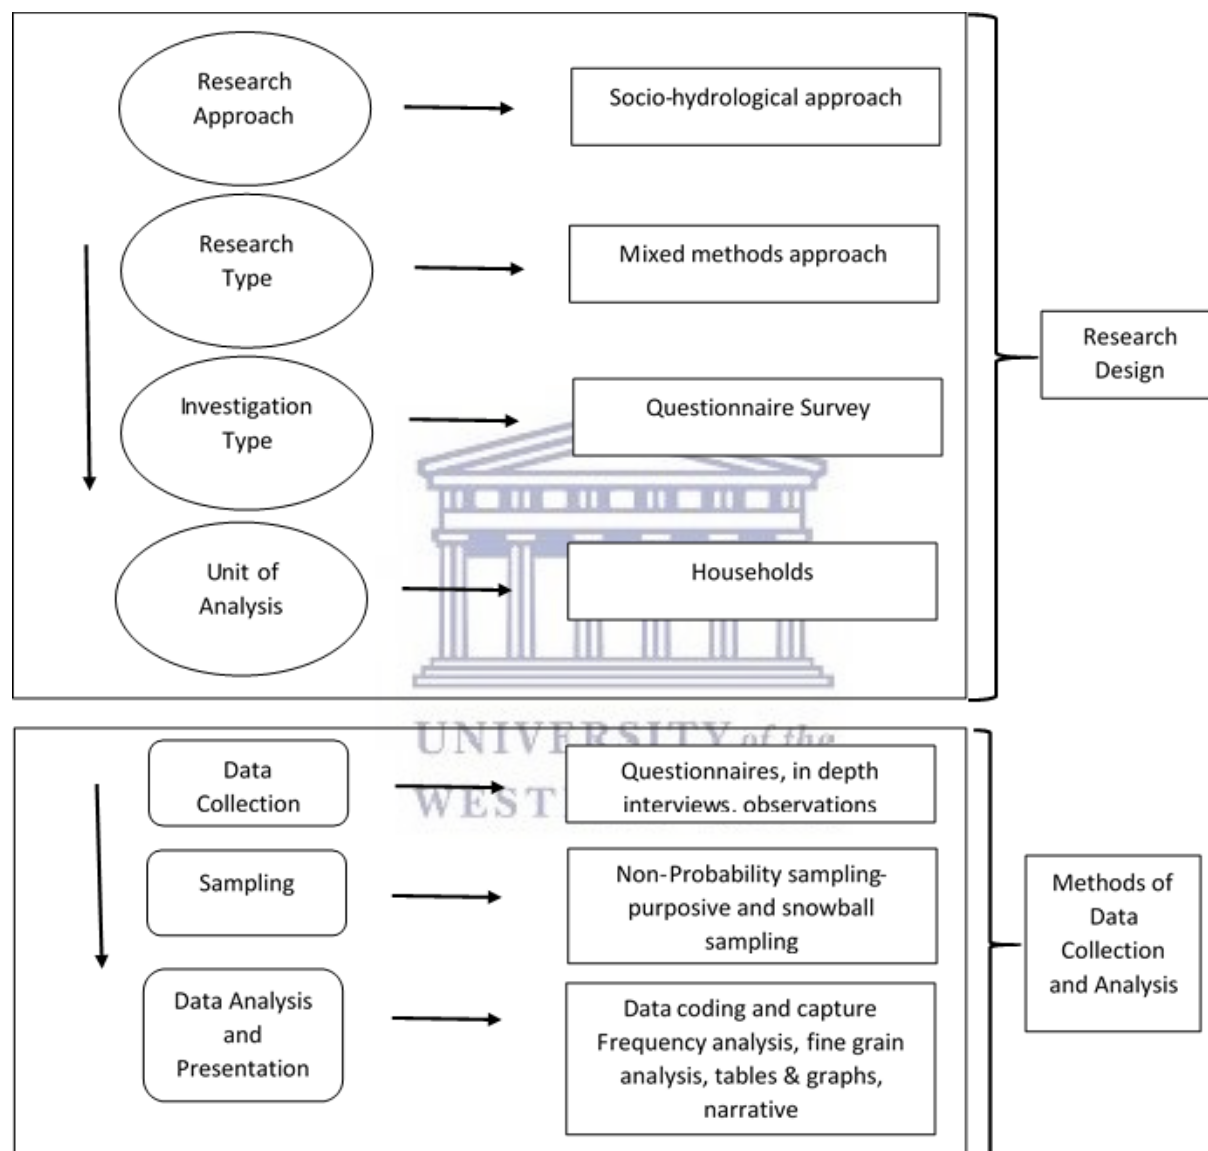 Research
Approach
Socio-hydrological approach
Research
Type
Mixed methods approach
Investigation
Type
Questionnaire Survey
Unit of
Analysis
Households
Research
Design
UNIVERSITY of the
WEST
Data
Collection
Questionnaires, in depth
interviews, observations
Sampling
Non-Probability sampling-
purposive and snowball
sampling
Data Analysis
and
Presentation
Data coding and capture
Frequency analysis, fine grain
analysis, tables & graphs,
narrative
Methods of
Data
Collection
and Analysis